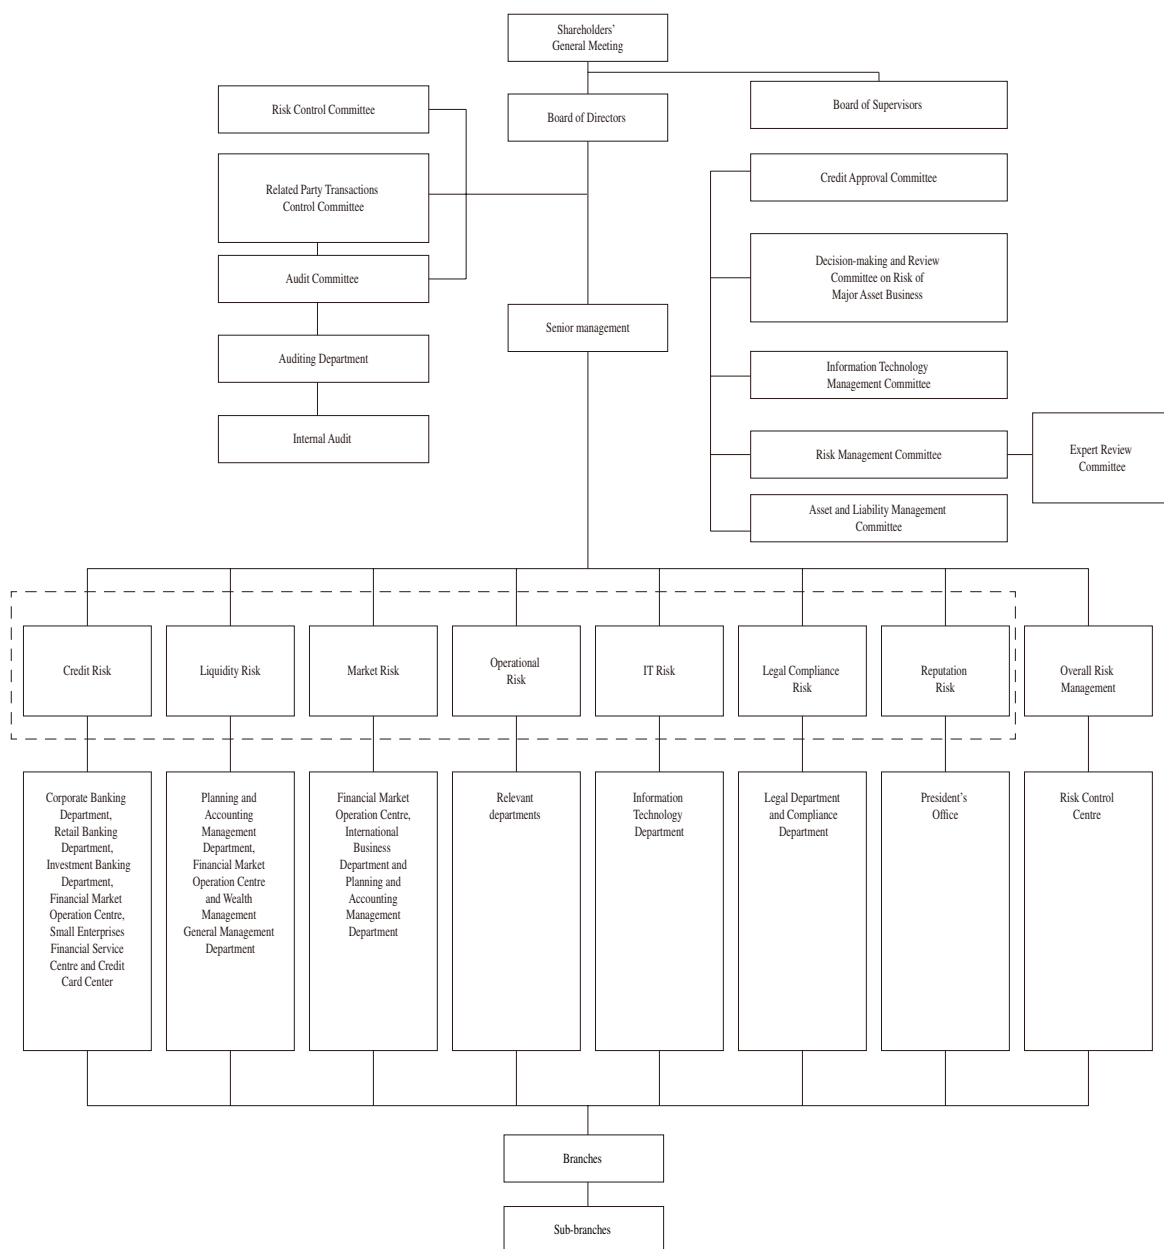 Shareholders'
General Meeting
Risk Control Committee
Board of Directors
Board of Supervisors
Related Party Transactions
Control Committee
Credit Approval Committee
Audit Committee
Decision-making and Review
Committee on Risk of
Major Asset Business
Senior management
Auditing Department
Information Technology
Management Committee
Internal Audit
Risk Management Committee
Expert Review
Committee
Asset and Liability Management
Committee
Credit Risk
Liquidity Risk
Market Risk
Operational
Risk
IT Risk
Legal Compliance
Risk
Reputation
Risk
Overall Risk
Management
Corporate Banking
Department,
Retail Banking
Department,
Investment Banking
Department,
Financial Market
Operation Centre,
Small Enterprises
Financial Service
Centre and Credit
Card Center
Planning and
Accounting
Management
Department,
Financial Market
Operation Centre
and Wealth
Management
General Management
Department
Financial Market
Operation Centre,
International
Business
Department and
Planning and
Accounting
Management
Department
Relevant
departments
Information
Technology
Department
Legal Department
and Compliance
Department
President's
Office
Risk Control
Centre
Branches
Sub-branches